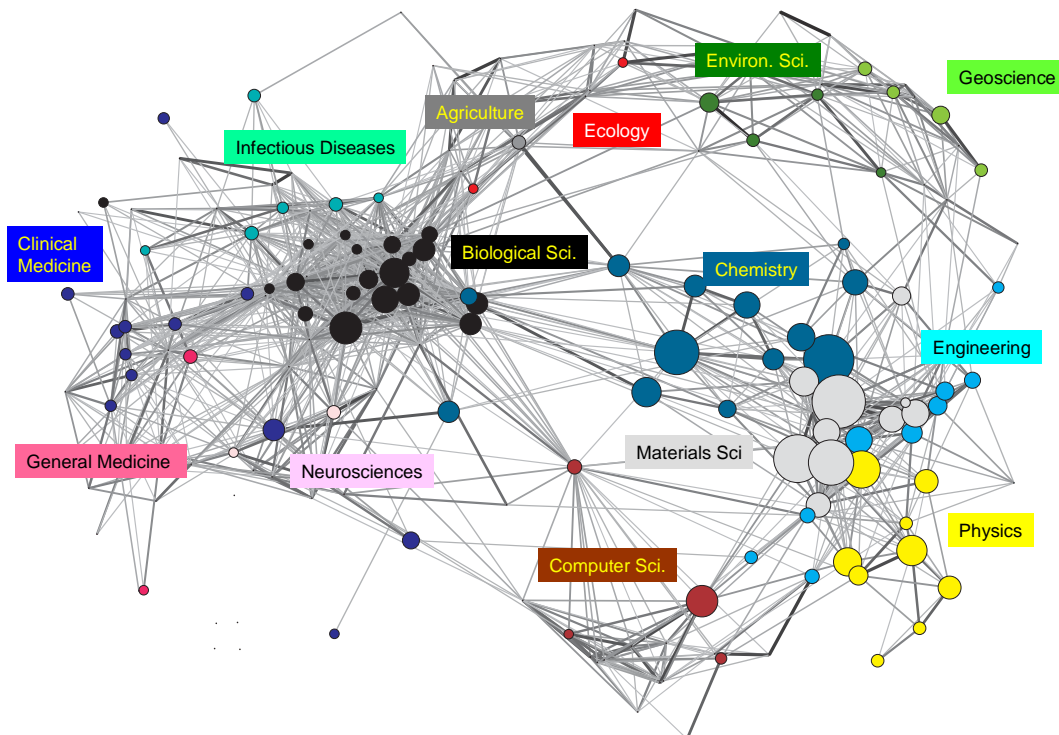 Environ. Sci.
Geoscience
Agriculture
Ecology
Infectious Diseases
Clinical
Medicine
Biological Sci.
Chemistry
Engineering
Materials Sci
General Medicine
Neurosciences
Physics
Computer Sci.